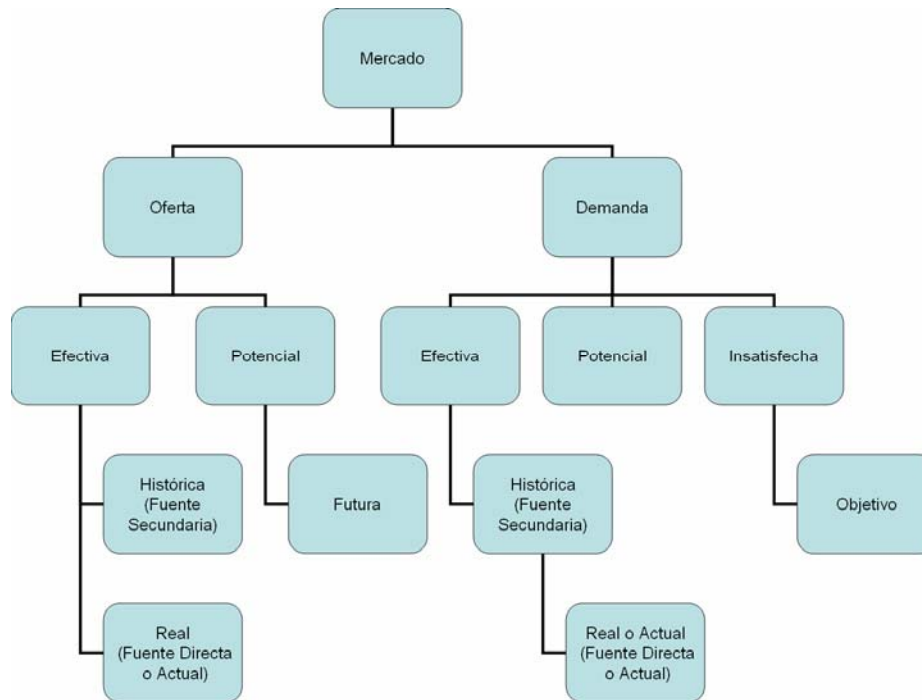 Mercado
Oferta
Demanda
Efectiva
Potencial
Efectiva
Potencial
Insatisfecha
Histórica
(Fuente
Secundaria)
Futura
Histórica
(Fuente
Secundaria)
Objetivo
Real
(Fuente Directa
o Actual)
Real o Actual
(Fuente Directa
o Actual)